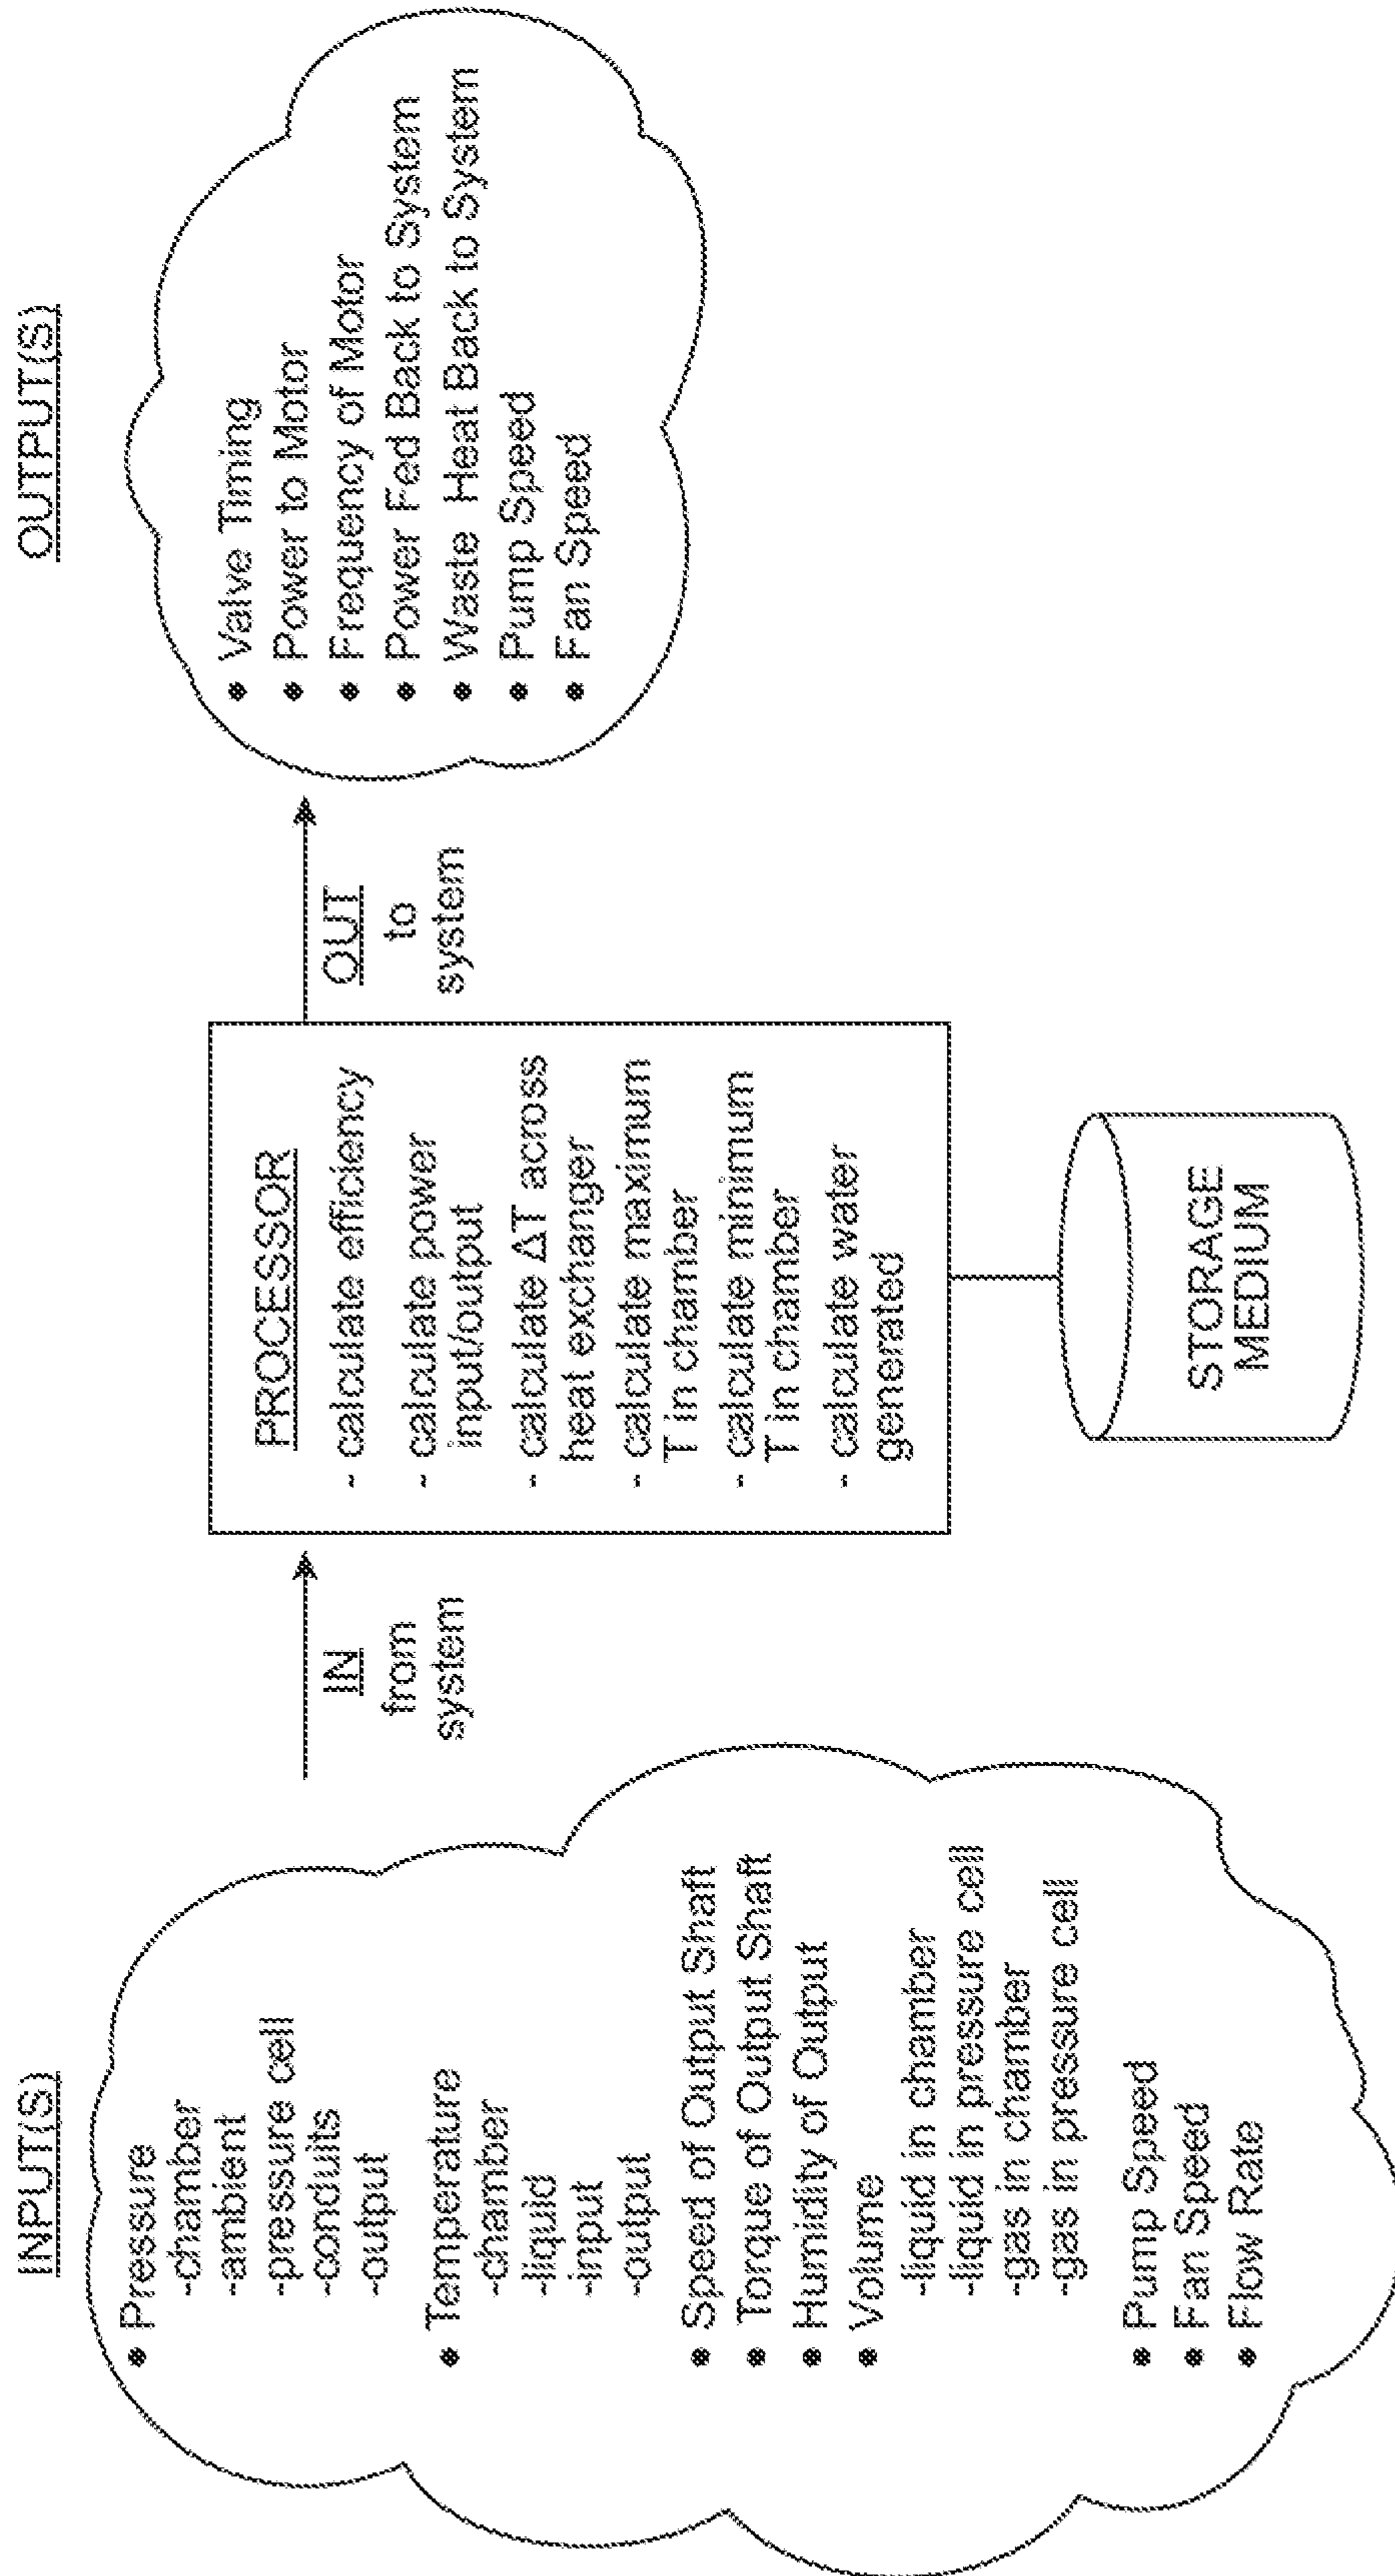 INPUT(S)
● Pressure
-chamber
-ambient
-pressure cell
-conduits
-output
● Temperature
-chamber
-liquid
-input
-output
● Speed of Output Shaft
● Torque of Output Shaft
● Humidity of Output
● Volume
-liquid in chamber
-liquid in pressure cell
-gas in chamber
-gas in pressure cell
● Pump Speed
● Fan Speed
● Flow Rate
IN
from
system
PROCESSOR
- calculate efficiency
- calculate power
input/output
- calculate ΔT across
heat exchanger
- calculate maximum
T in chamber
- calculate minimum
T in chamber
- calculate water
generated
STORAGE
MEDIUM
OUT
to
system
OUTPUT(S)
● Valve Timing
● Power to Motor
● Frequency of Motor
● Power Fed Back to System
● Waste Heat Back to System
● Pump Speed
● Fan Speed